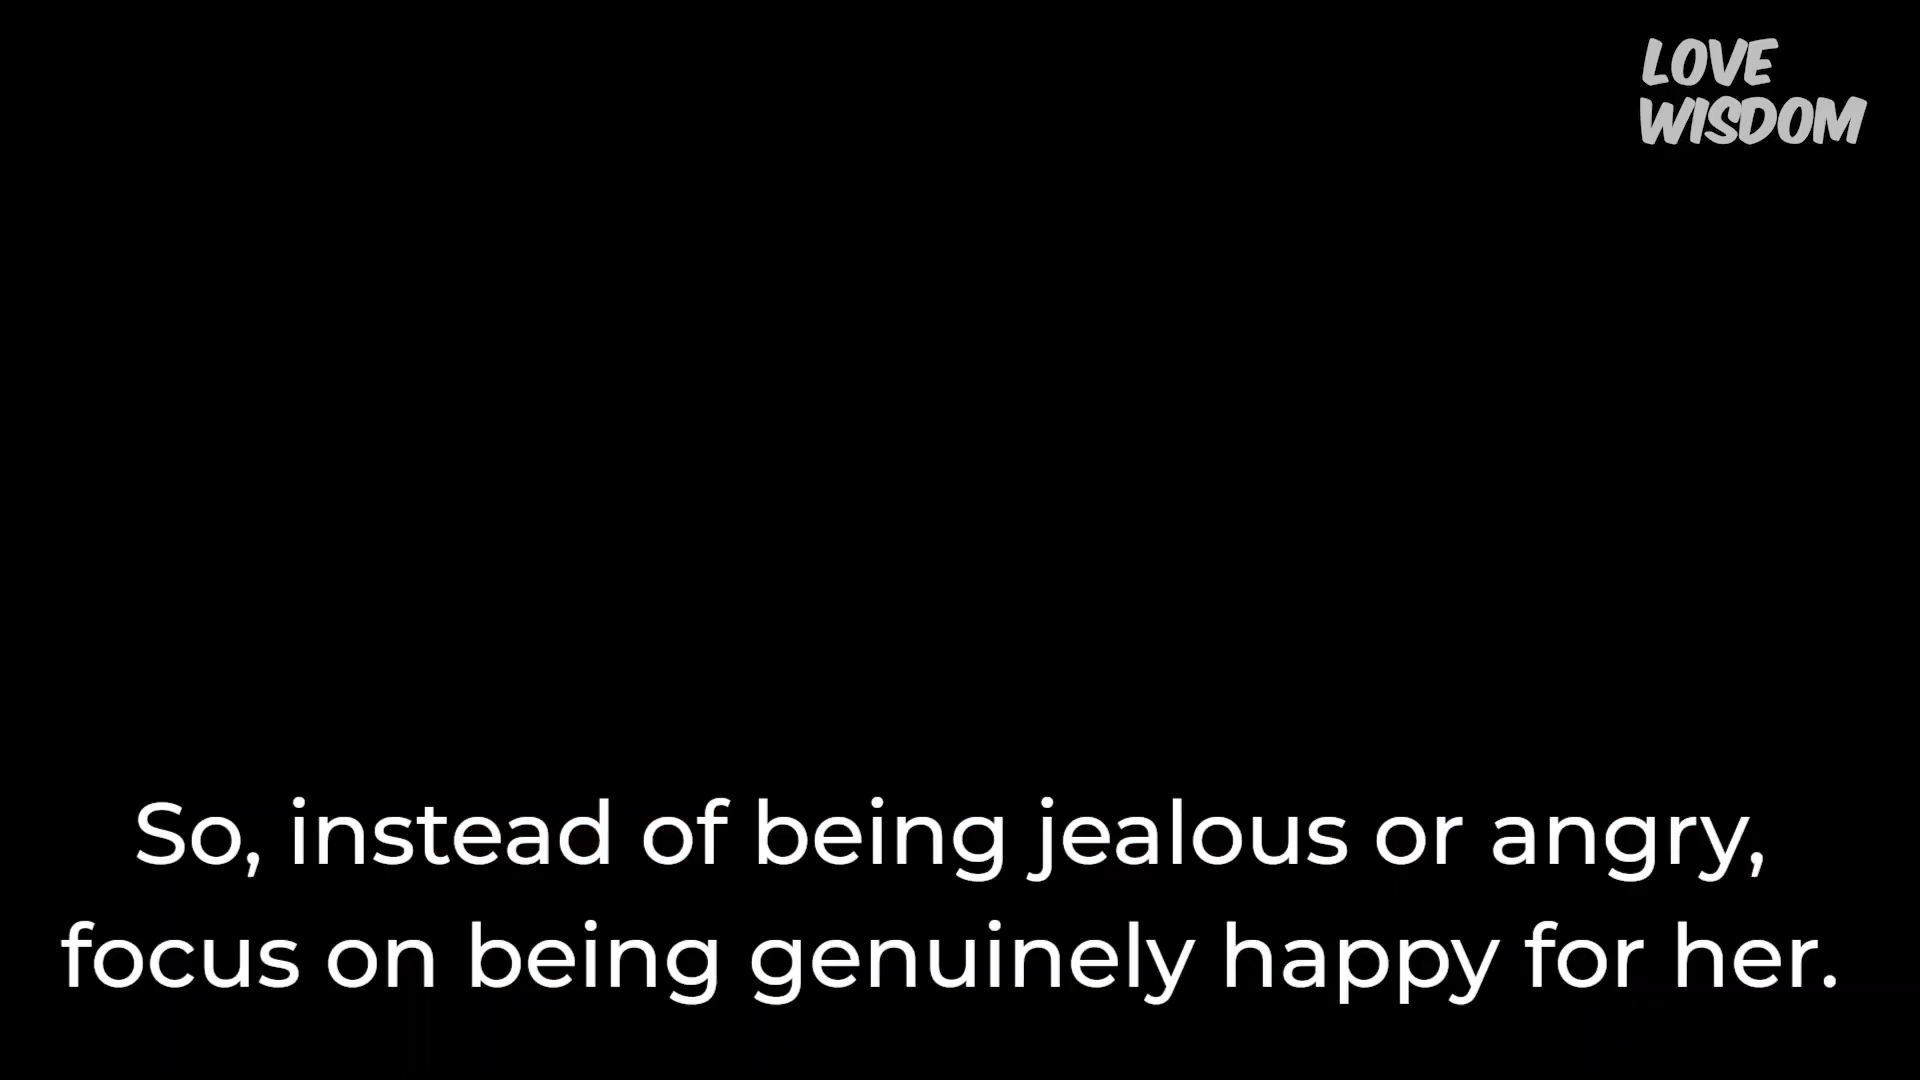 LOVE
WISDOM
So, instead of being jealous or angry,
focus on being genuinely happy for her.